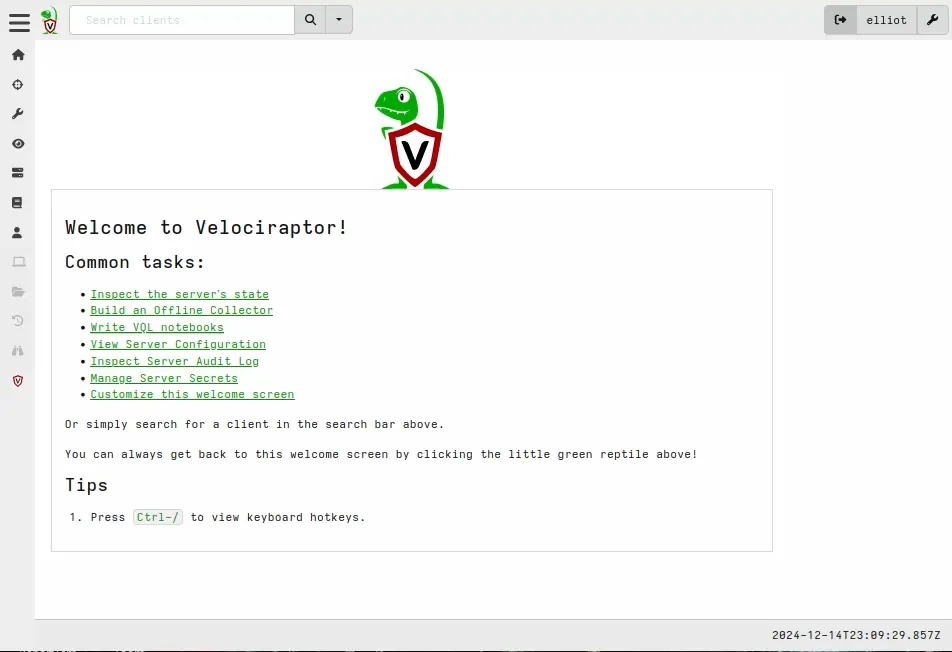 Search clients
elliot
V
Welcome to Velociraptor!
Common tasks:
• Inspect the server's state
• Build an Offline Collector
• Write VQL notebooks
• View Server Configuration
• Inspect Server Audit Log
• Manage Server Secrets
• Customize this welcome screen
Or simply search for a client in the search bar above.
You can always get back to this welcome screen by clicking the little green reptile above!
Tips
1. Press Ctrl-/ to view keyboard hotkeys.
2024-12-14T23:09:29.857Z